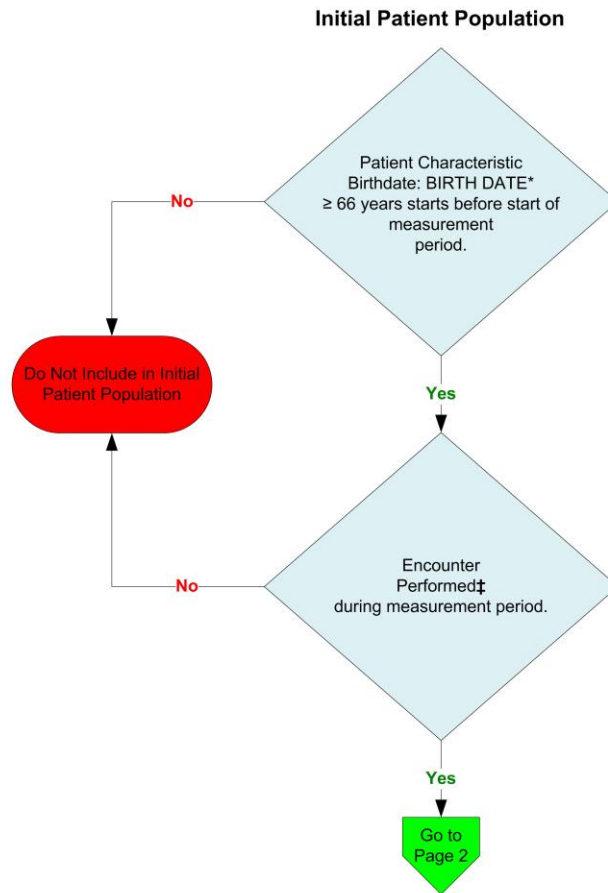 Initial Patient Population
Patient Characteristic
Birthdate: BIRTH DATE*
≥ 66 years starts before start of
measurement
period.
No
Do Not Include in Initial
Patient Population
Yes
Encounter
Performed‡
during measurement period.
No
Yes
Go to
Page 2